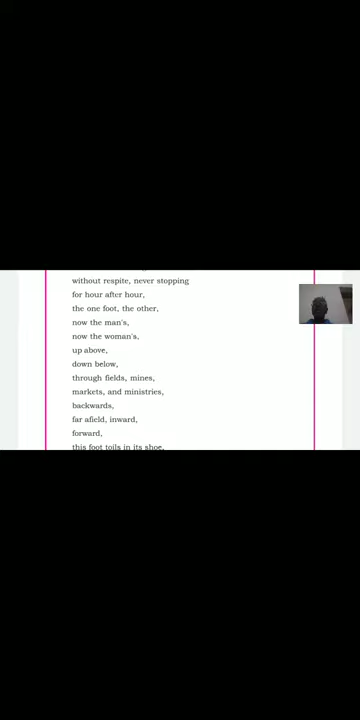 without respite, never stopping
for hour after hour,
the one foot, the other,
now the man's,
now the woman's,
up above,
down below,
through fields, mines,
markets, and ministries,
backwards,
far afield, inward,
forward,
this foot toils in its shoe,